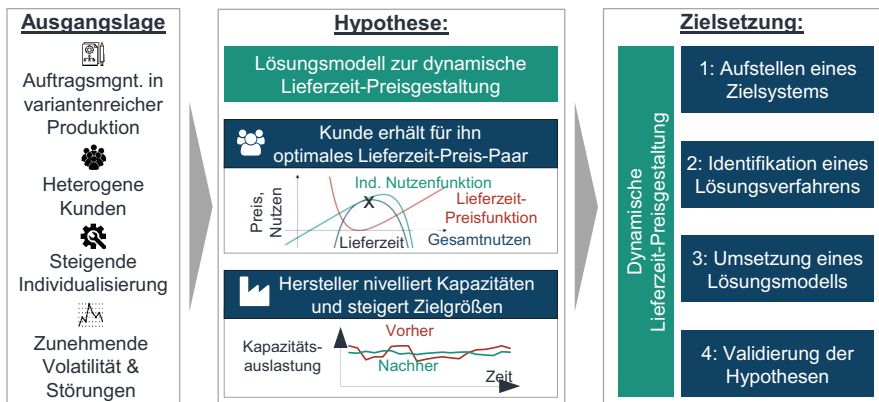 Ausgangslage
Auftragsmgnt. in
variantenreicher
Produktion
Heterogene
Kunden
Steigende
Individualisierung
Zunehmende
Volatilität &
Störungen
Hypothese:
Lösungsmodell zur dynamische
Lieferzeit-Preisgestaltung
Kunde erhält für ihn
optimales Lieferzeit-Preis-Paar
Preis,
Nutzen
Ind. Nutzenfunktion
X
Lieferzeit-
Preisfunktion
Lieferzeit
Gesamtnutzen
Hersteller nivelliert Kapazitäten
und steigert Zielgrößen
Kapazitäts-
auslastung
Vorher
Nachher
Zeit
Zielsetzung:
Dynamische
Lieferzeit-Preisgestaltung
1: Aufstellen eines
Zielsystems
2: Identifikation eines
Lösungsverfahrens
3: Umsetzung eines
Lösungsmodells
4: Validierung der
Hypothesen